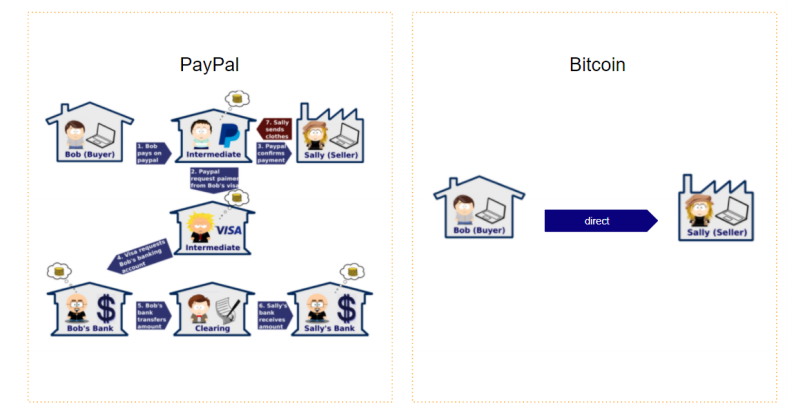 PayPal
Bob (Buyer)
1. Bob
pays on
paypal
Intermediate
7. Sally
sends
clothes
3. Paypal
confirms
payment
Sally (Seller)
2. Paypal
request paimen
from Bob's visa
VISA
Intermediate
4. Visa requests
Bob's banking
account
Bob's Bank
5. Bob's
bank
transfers
amount
Clearing
6. Sally's
bank
receives
amount
Sally's Bank
Bitcoin
Bob (Buyer)
direct
Sally (Seller)